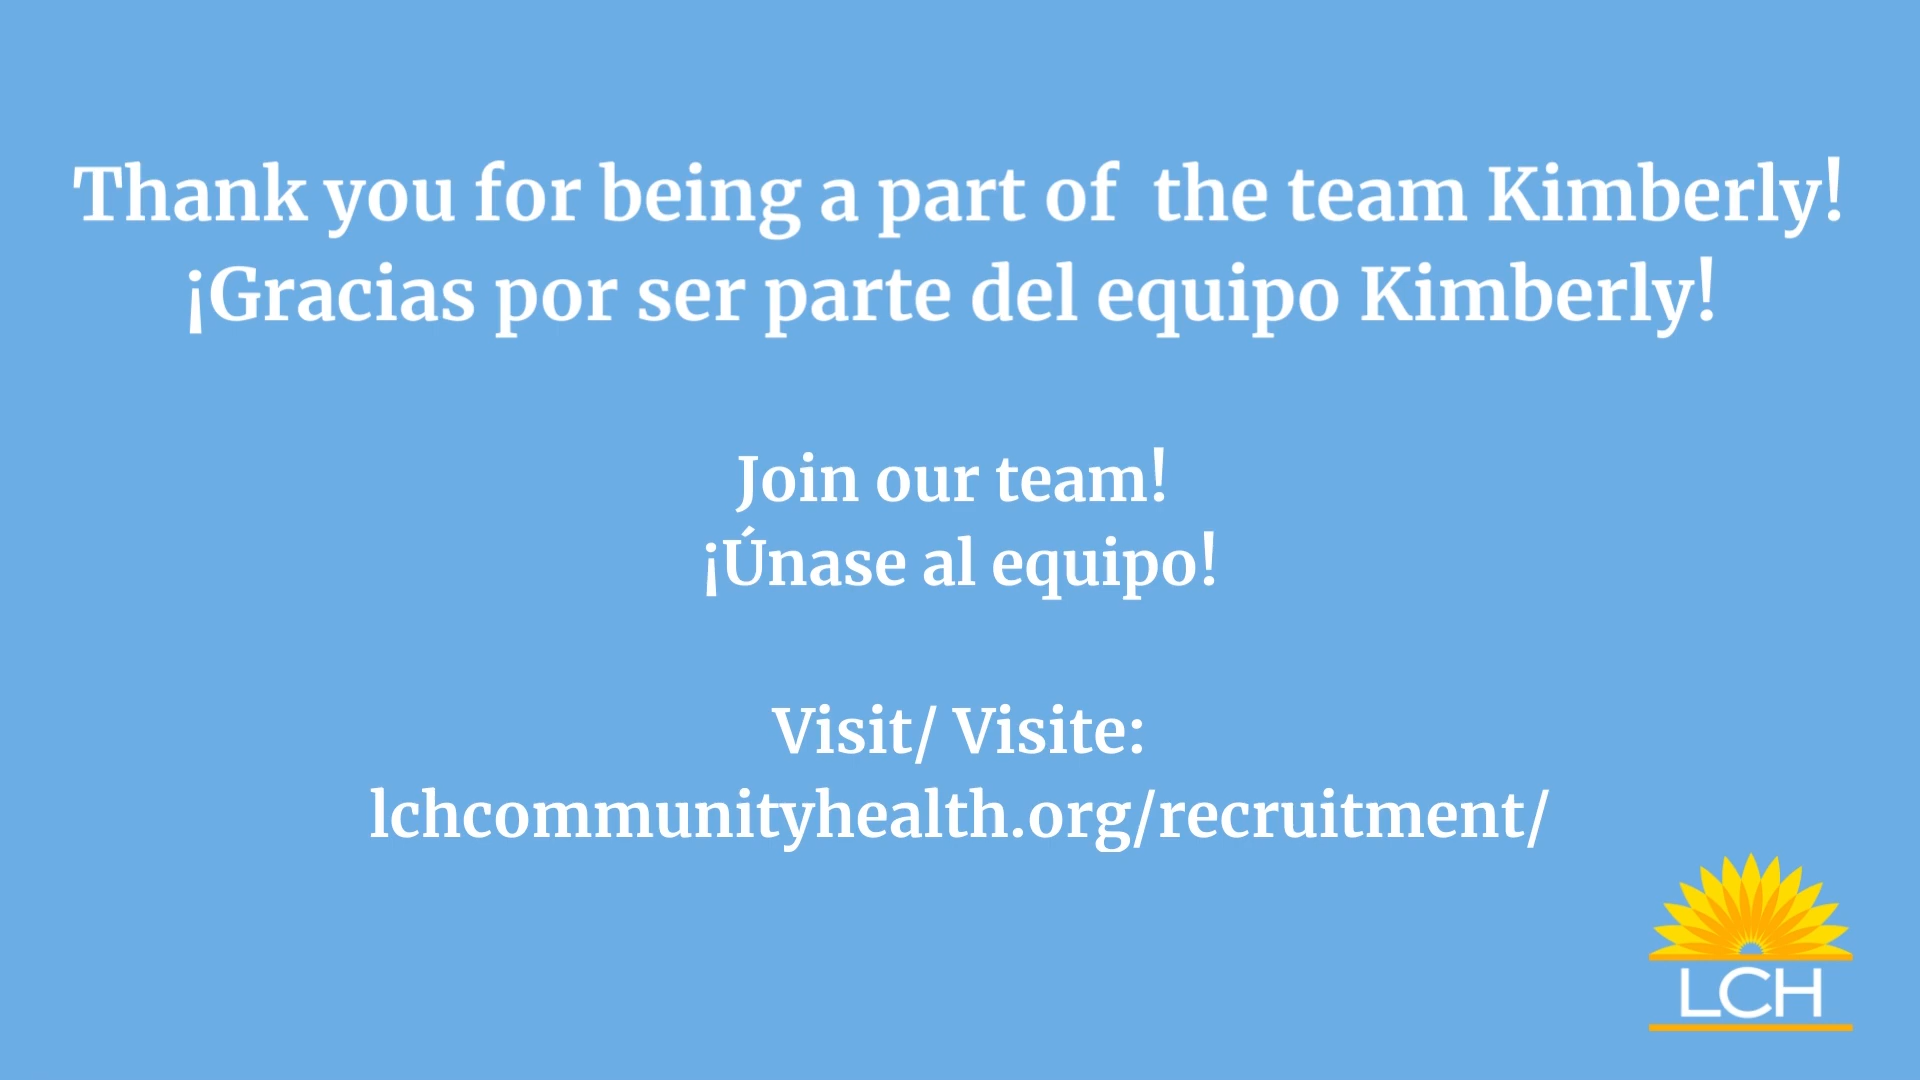 Thank you for being a part of  the team Kimberly!
¡Gracias por ser parte del equipo Kimberly!
Join our team!
¡Únase al equipo!
Visit/ Visite:
lchcommunityhealth.org/recruitment/
LCH